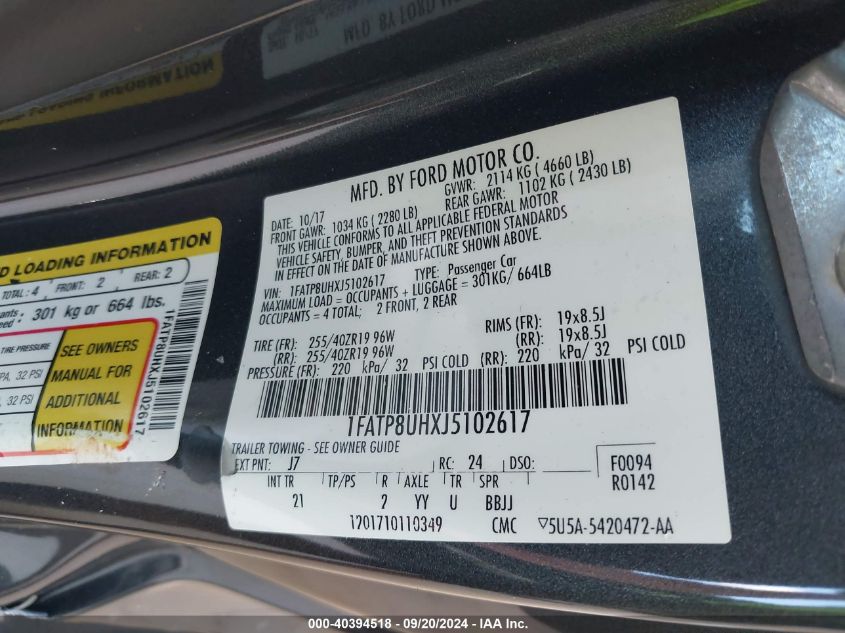 MFD. BY FORD MOTOR CO.
DATE: 10/17 GVWR: 2114 KG ( 4660 LB)
FRONT GAWR: 1034 KG ( 2280 LB) REAR GAWR: 1102 KG ( 2430 LB)
THIS VEHICLE CONFORMS TO ALL APPLICABLE FEDERAL MOTOR
VEHICLE SAFETY, BUMPER, AND THEFT PREVENTION STANDARDS
IN EFFECT ON THE DATE OF MANUFACTURE SHOWN ABOVE.
VIN: 1FATP8UHXJ5102617 TYPE: Passenger Car
MAXIMUM LOAD = OCCUPANTS + LUGGAGE = 301KG/ 664LB
OCCUPANTS = 4 TOTAL; 2 FRONT, 2 REAR
TIRE (FR): 255/40ZR19 96W RIMS (FR): 19x8.5J
(RR): 255/40ZR19 96W (RR): 19x8.5J
PRESSURE (FR): 220 kPa/ 32 PSI COLD (RR): 220 kPa/ 32 PSI COLD
1FATP8UHXJ5102617
TRAILER TOWING - SEE OWNER GUIDE
EXT PNT: J7 RC: 24 DSO: F0094
R0142
INT TR TP/PS R AXLE TR SPR
21 2 YY U BBJJ
1201710110349 CMC 5U5A-5420472-AA
LOADING INFORMATION
TOTAL: 4 FRONT: 2 REAR: 2
301 kg or 664 lbs.
TIRE PRESSURE
32 PSI
32 PSI
SEE OWNERS
MANUAL FOR
ADDITIONAL
INFORMATION
1FATP8UHXJ5102617
000-40394518 - 09/20/2024 - IAA Inc.